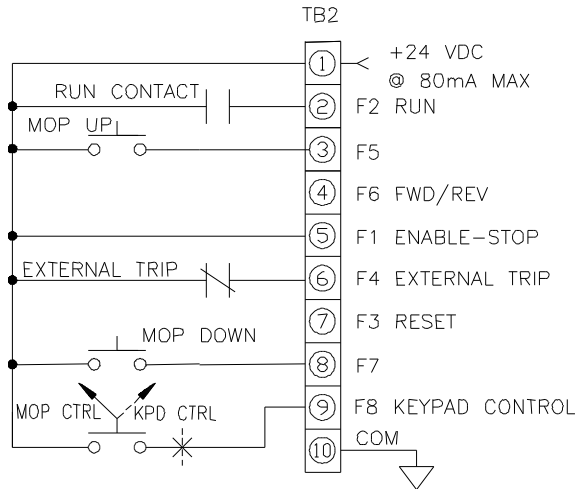 TB2
1
+24 VDC
@ 80mA MAX
RUN CONTACT
2
F2 RUN
MOP UP
3
F5
4
F6 FWD/REV
5
F1 ENABLE-STOP
EXTERNAL TRIP
6
F4 EXTERNAL TRIP
7
F3 RESET
MOP DOWN
8
F7
MOP CTRL
KPD CTRL
9
F8 KEYPAD CONTROL
10
COM